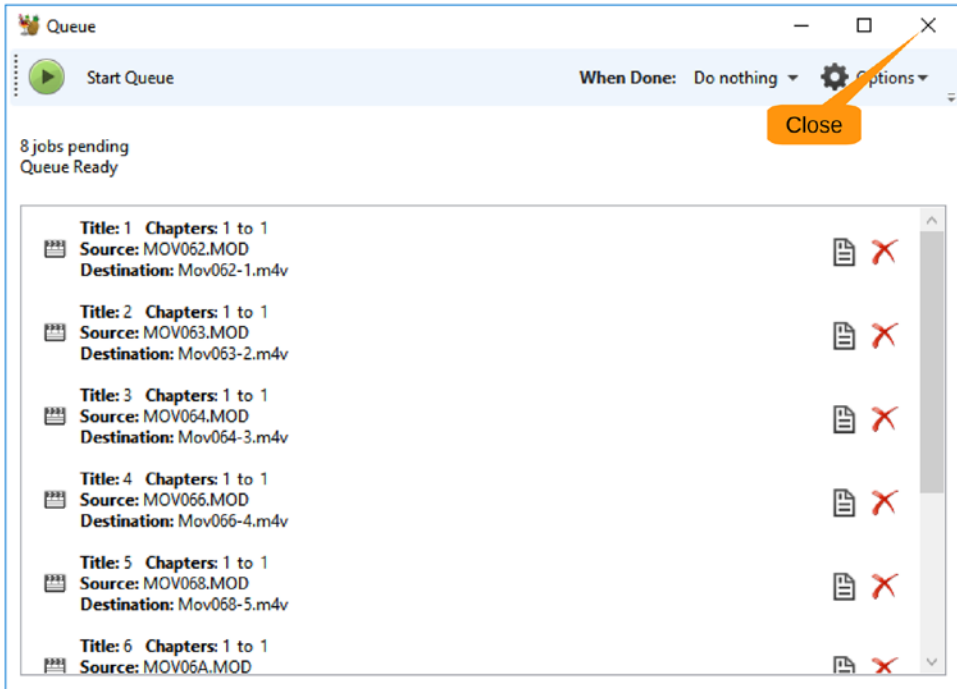 Queue
Start Queue When Done: Do nothing Options
Close
8 jobs pending
Queue Ready
Title: 1 Chapters: 1 to 1
Source: MOV062.MOD
Destination: Mov062-1.m4v
Title: 2 Chapters: 1 to 1
Source: MOV063.MOD
Destination: Mov063-2.m4v
Title: 3 Chapters: 1 to 1
Source: MOV064.MOD
Destination: Mov064-3.m4v
Title: 4 Chapters: 1 to 1
Source: MOV066.MOD
Destination: Mov066-4.m4v
Title: 5 Chapters: 1 to 1
Source: MOV068.MOD
Destination: Mov068-5.m4v
Title: 6 Chapters: 1 to 1
Source: MOV06A.MOD